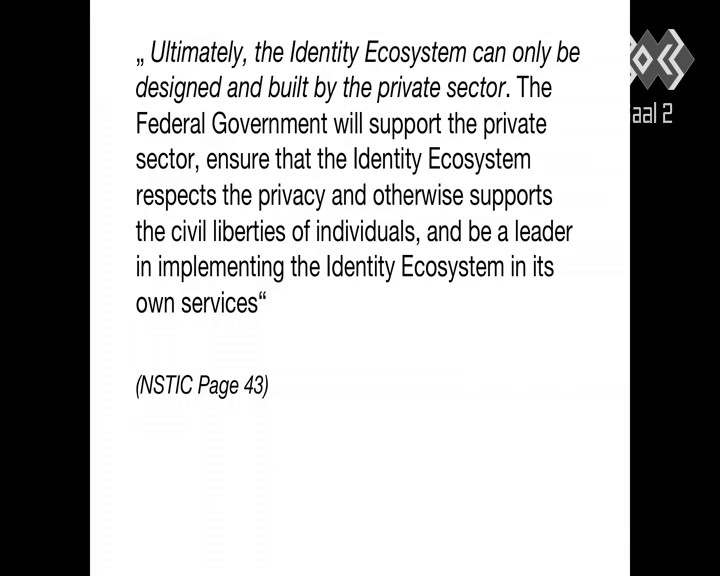 „ Ultimately, the Identity Ecosystem can only be
designed and built by the private sector. The
Federal Government will support the private
sector, ensure that the Identity Ecosystem
respects the privacy and otherwise supports
the civil liberties of individuals, and be a leader
in implementing the Identity Ecosystem in its
own services“
(NSTIC Page 43)
aal 2